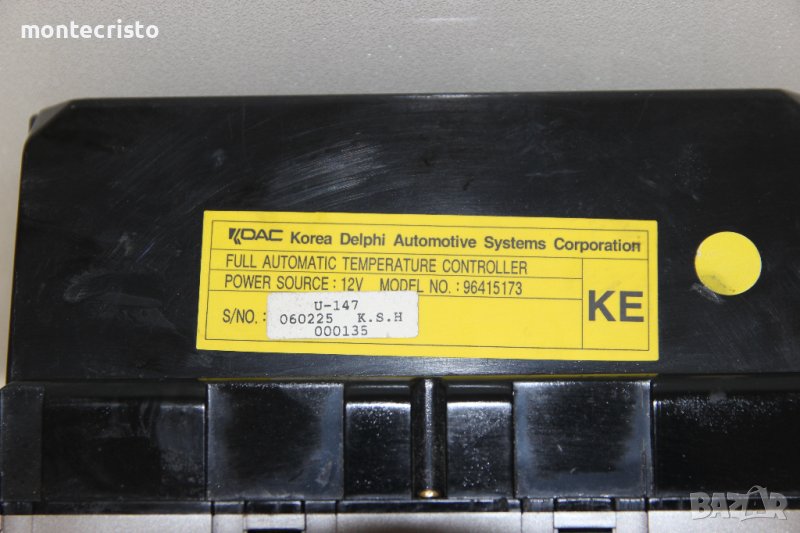 montecristo
KDAC Korea Delphi Automotive Systems Corporation
FULL AUTOMATIC TEMPERATURE CONTROLLER
POWER SOURCE : 12V MODEL NO. : 96415173
KE
U-147
S/NO. : 060225 K.S.H
000135
BAZAR